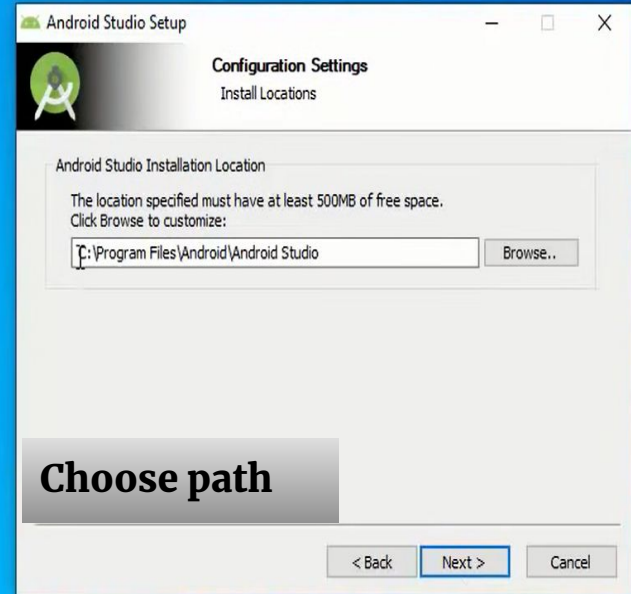 Android Studio Setup
Configuration Settings
Install Locations
Android Studio Installation Location
The location specified must have at least 500MB of free space.
Click Browse to customize:
C:\Program Files\Android\Android Studio
Browse..
Choose path
< Back
Next >
Cancel